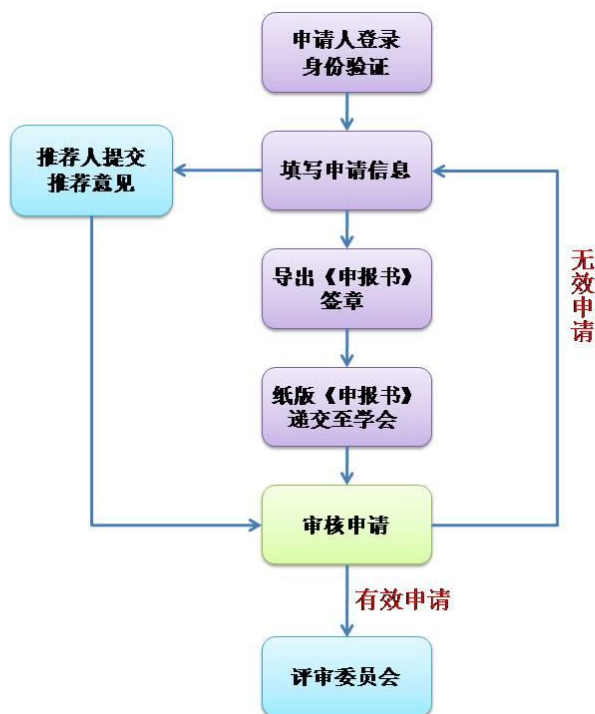 申请人登录
身份验证
推荐人提交
推荐意见
填写申请信息
导出《申报书》
签章
无效申请
纸版《申报书》
递交至学会
审核申请
有效申请
评审委员会